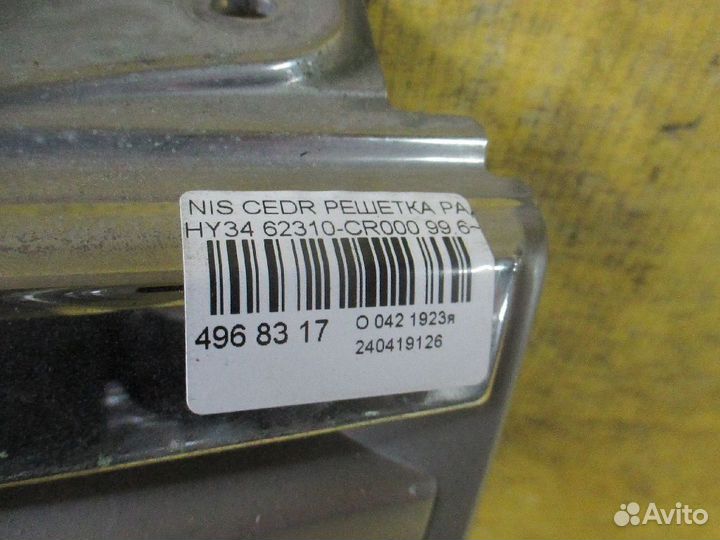 NIS CEDR РЕШЕТКА РА
HY34 62310-CR000 99.6~
496 83 17
О 042 1923я
240419126
Avito